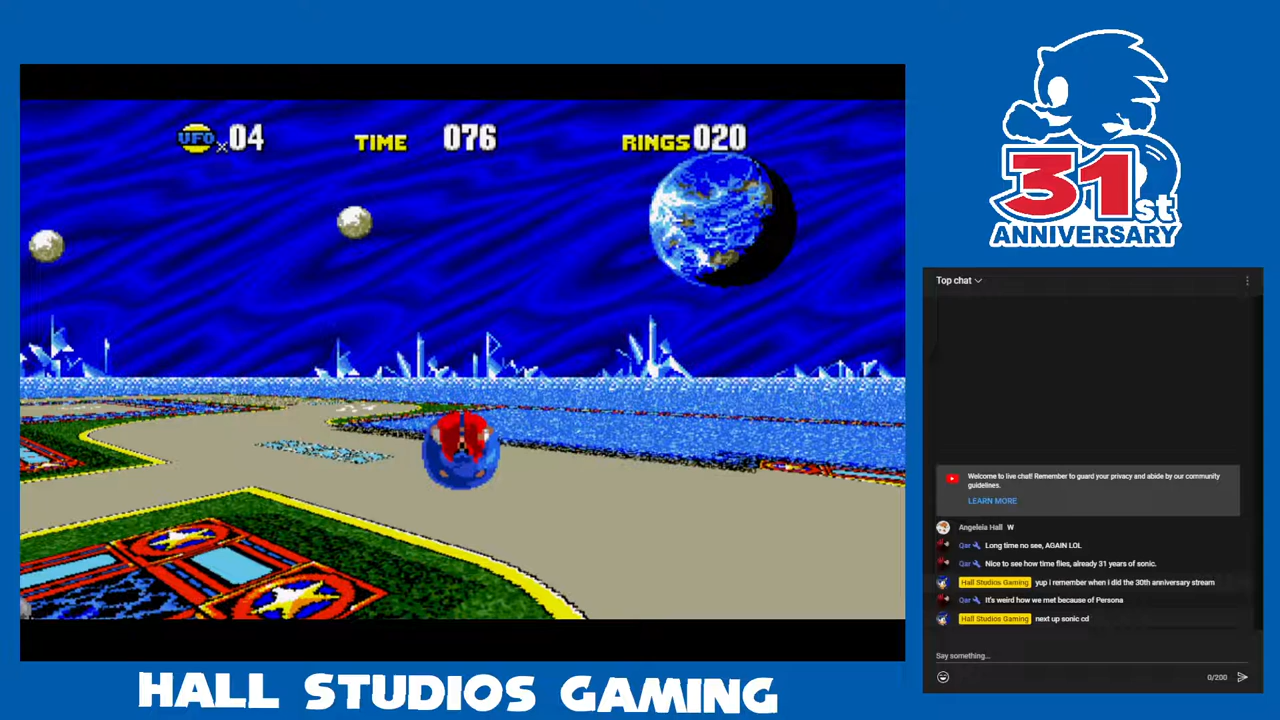 UFO x 04 TIME 076 RINGS 020
31st
ANNIVERSARY
Top chat
Welcome to live chat! Remember to guard your privacy and abide by our community
guidelines.
LEARN MORE
Angeleia Hall W
Qar Long time no see, AGAIN LOL
Qar Nice to see how time flies, already 31 years of sonic.
Hall Studios Gaming yup i remember when i did the 30th anniversary stream
Qar It's weird how we met because of Persona
Hall Studios Gaming next up sonic cd
Say something...
0/200
HALL STUDIOS GAMING